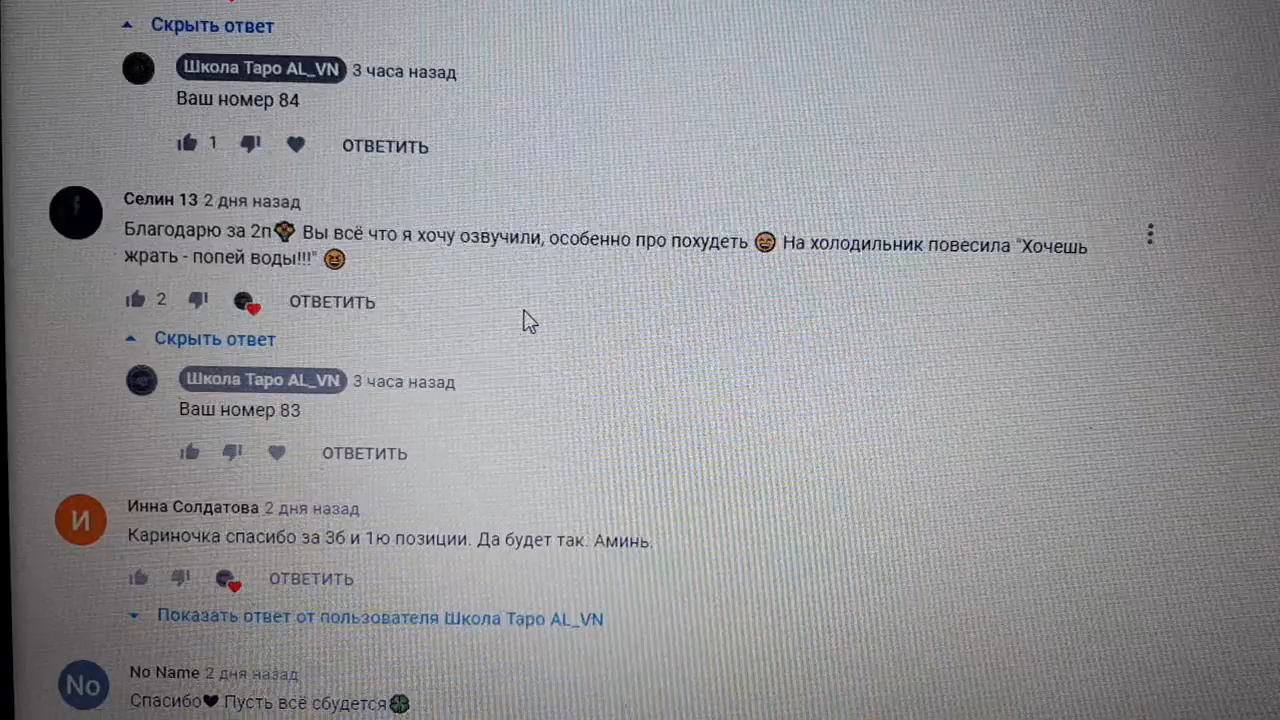 Скрыть ответ
Школа Таро AL_VN 3 часа назад
Ваш номер 84
1 ОТВЕТИТЬ
Селин 13 2 дня назад
Благодарю за 2п💐 Вы всё что я хочу озвучили, особенно про похудеть 😄 На холодильник повесила "Хочешь
жрать - попей воды!!!" 😆
2 ОТВЕТИТЬ
Скрыть ответ
Школа Таро AL_VN 3 часа назад
Ваш номер 83
ОТВЕТИТЬ
И
Инна Солдатова 2 дня назад
Кариночка спасибо за 3б и 1ю позиции. Да будет так. Аминь.
ОТВЕТИТЬ
Показать ответ от пользователя Школа Таро AL_VN
No
No Name 2 дня назад
Спасибо❤ Пусть всё сбудется🍀